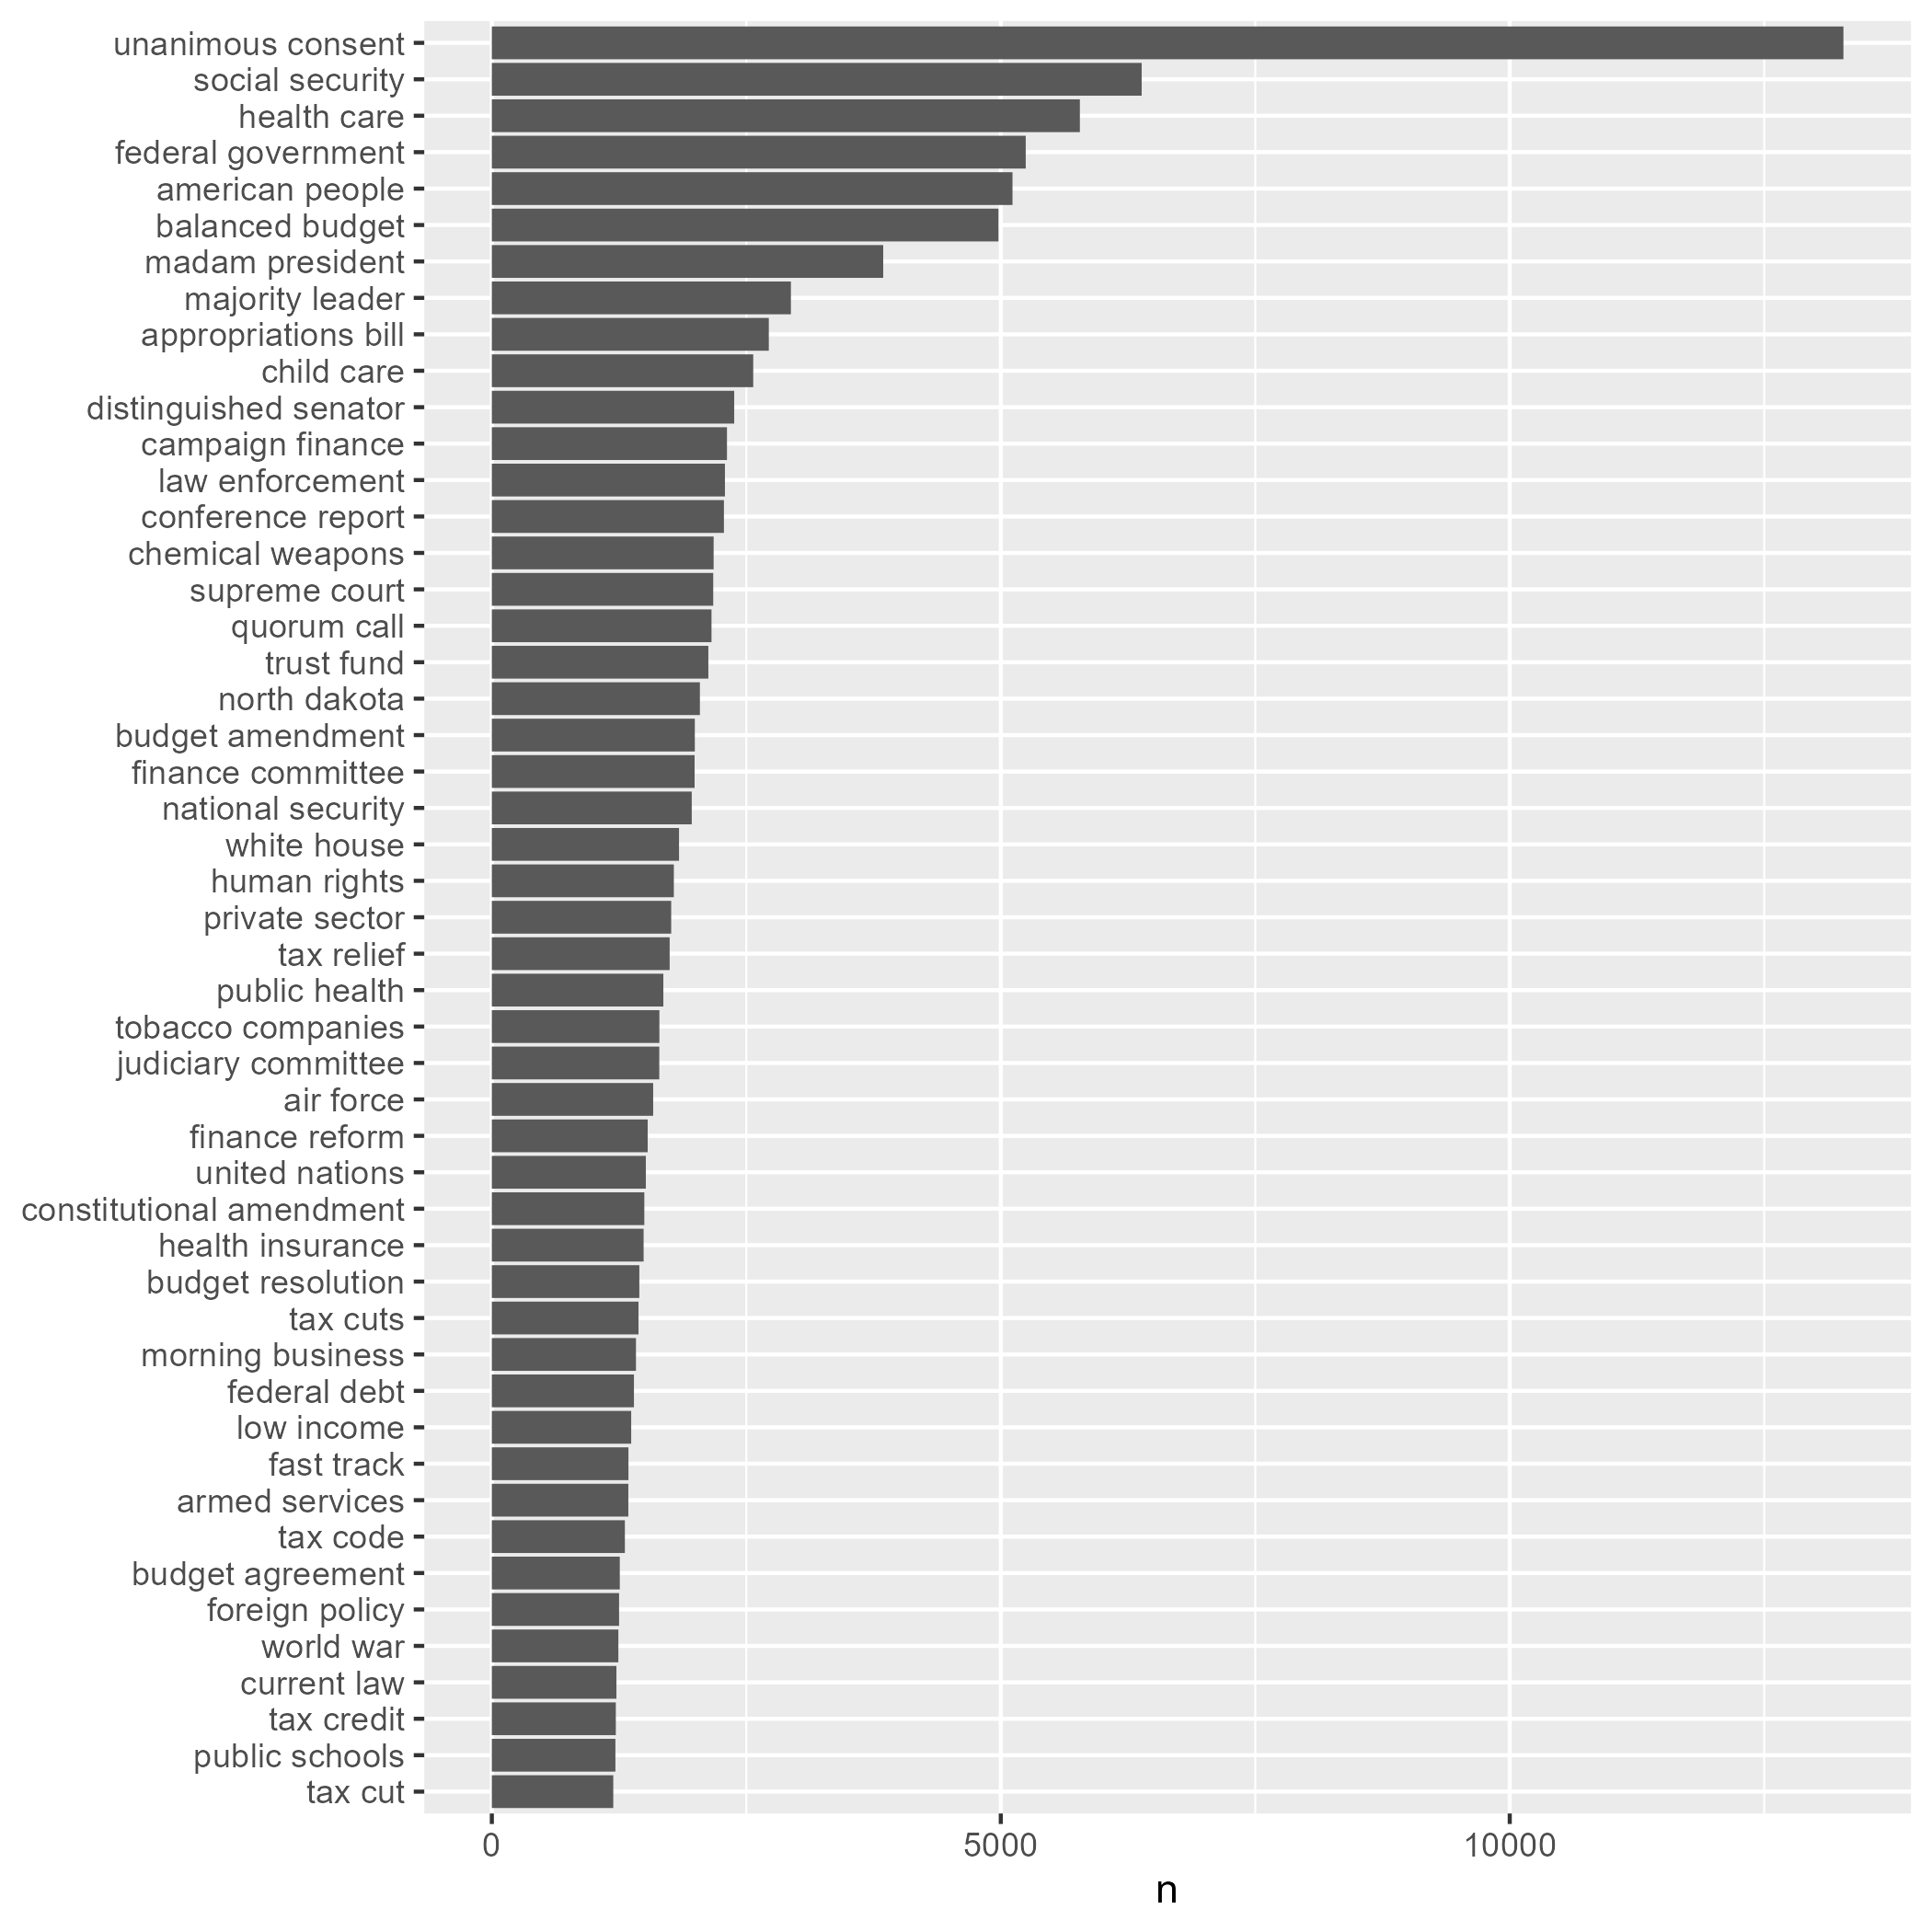 unanimous consent
social security
health care
federal government
american people
balanced budget
madam president
majority leader
appropriations bill
child care
distinguished senator
campaign finance
law enforcement
conference report
chemical weapons
supreme court
quorum call
trust fund
north dakota
budget amendment
finance committee
national security
white house
human rights
private sector
tax relief
public health
tobacco companies
judiciary committee
air force
finance reform
united nations
constitutional amendment
health insurance
budget resolution
tax cuts
morning business
federal debt
low income
fast track
armed services
tax code
budget agreement
foreign policy
world war
current law
tax credit
public schools
tax cut
0 5000 10000
n